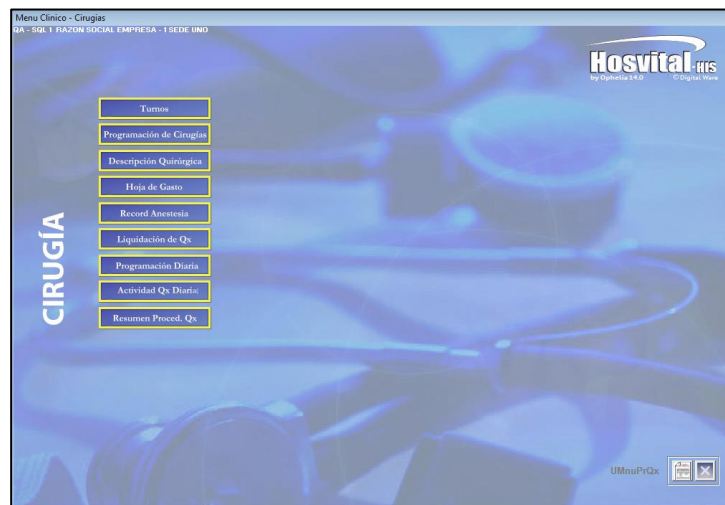 Menu Clinico - Cirugias
QA - SQL 1 RAZON SOCIAL EMPRESA - 1 SEDE UNO
Hosvital-HIS
by Ophelia 14.0 © Digital Ware
Turnos
Programación de Cirugías
Descripción Quirúrgica
Hoja de Gasto
Record Anestesia
Liquidación de Qx
Programación Diaria
Actividad Qx Diaria:
Resumen Proced. Qx
CIRUGÍA
UMnuPrQx